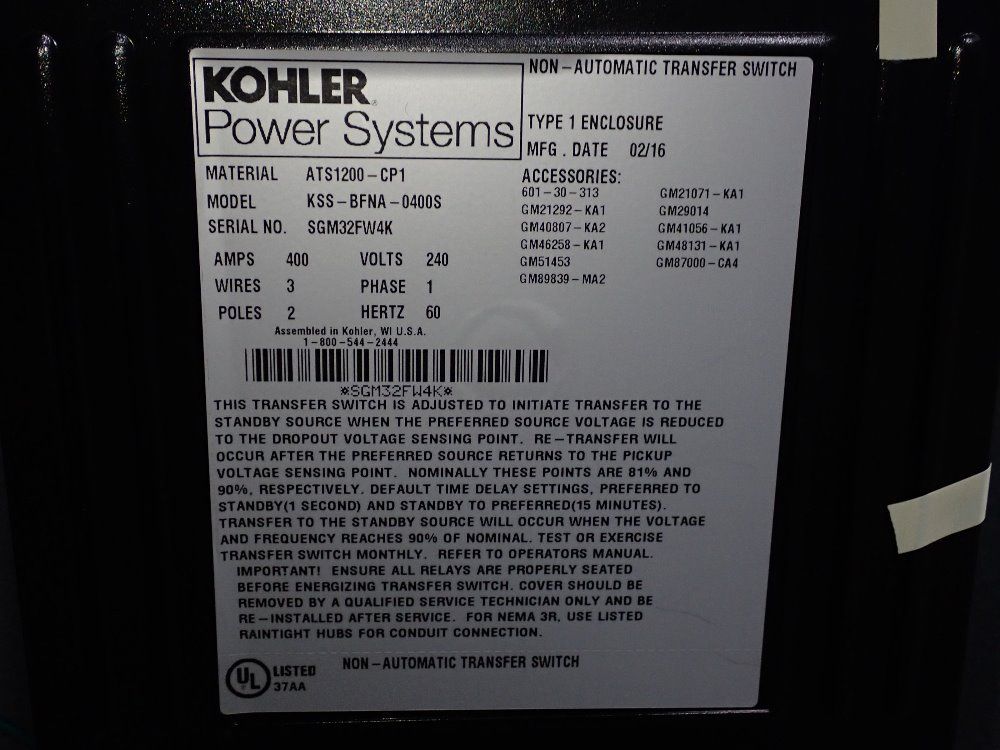 KOHLER®
Power Systems
NON-AUTOMATIC TRANSFER SWITCH
TYPE 1 ENCLOSURE
MFG. DATE 02/16
MATERIAL ATS1200-CP1
MODEL KSS-BFNA-0400S
SERIAL NO. SGM32FW4K
ACCESSORIES:
601-30-313 GM21071-KA1
GM21292-KA1 GM29014
GM40807-KA2 GM41056-KA1
GM46258-KA1 GM48131-KA1
GM51453 GM87000-CA4
GM89839-MA2
AMPS 400 VOLTS 240
WIRES 3 PHASE 1
POLES 2 HERTZ 60
Assembled in Kohler, WI U.S.A.
1-800-544-2444
*SGM32FW4K*
THIS TRANSFER SWITCH IS ADJUSTED TO INITIATE TRANSFER TO THE
STANDBY SOURCE WHEN THE PREFERRED SOURCE VOLTAGE IS REDUCED
TO THE DROPOUT VOLTAGE SENSING POINT. RE-TRANSFER WILL
OCCUR AFTER THE PREFERRED SOURCE RETURNS TO THE PICKUP
VOLTAGE SENSING POINT. NOMINALLY THESE POINTS ARE 81% AND
90%, RESPECTIVELY. DEFAULT TIME DELAY SETTINGS, PREFERRED TO
STANDBY(1 SECOND) AND STANDBY TO PREFERRED(15 MINUTES).
TRANSFER TO THE STANDBY SOURCE WILL OCCUR WHEN THE VOLTAGE
AND FREQUENCY REACHES 90% OF NOMINAL. TEST OR EXERCISE
TRANSFER SWITCH MONTHLY. REFER TO OPERATORS MANUAL.
IMPORTANT! ENSURE ALL RELAYS ARE PROPERLY SEATED
BEFORE ENERGIZING TRANSFER SWITCH. COVER SHOULD BE
REMOVED BY A QUALIFIED SERVICE TECHNICIAN ONLY AND BE
RE-INSTALLED AFTER SERVICE. FOR NEMA 3R, USE LISTED
RAINTIGHT HUBS FOR CONDUIT CONNECTION.
UL LISTED
37AA
NON-AUTOMATIC TRANSFER SWITCH